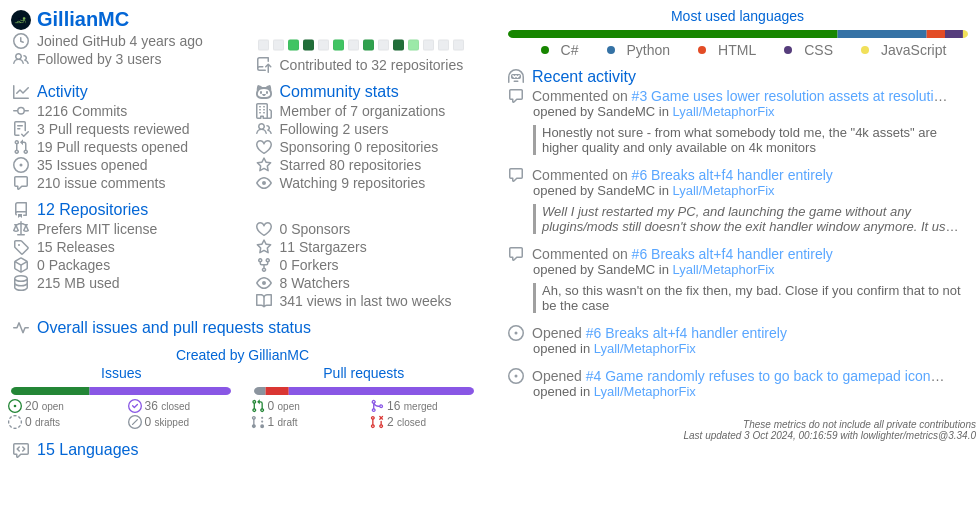 GillianMC
Joined GitHub 4 years ago
Followed by 3 users
Contributed to 32 repositories
Activity
1216 Commits
3 Pull requests reviewed
19 Pull requests opened
35 Issues opened
210 issue comments
Community stats
Member of 7 organizations
Following 2 users
Sponsoring 0 repositories
Starred 80 repositories
Watching 9 repositories
12 Repositories
Prefers MIT license
15 Releases
0 Packages
215 MB used
0 Sponsors
11 Stargazers
0 Forkers
8 Watchers
341 views in last two weeks
Overall issues and pull requests status
Created by GillianMC
Issues
20 open
36 closed
0 drafts
0 skipped
Pull requests
0 open
16 merged
1 draft
2 closed
15 Languages
Most used languages
C# Python HTML CSS JavaScript
Recent activity
Commented on #3 Game uses lower resolution assets at resoluti…
opened by SandeMC in Lyall/MetaphorFix
Honestly not sure - from what somebody told me, the "4k assets" are
higher quality and only available on 4k monitors
Commented on #6 Breaks alt+f4 handler entirely
opened by SandeMC in Lyall/MetaphorFix
Well I just restarted my PC, and launching the game without any
plugins/mods still doesn't show the exit handler window anymore. It us…
Commented on #6 Breaks alt+f4 handler entirely
opened by SandeMC in Lyall/MetaphorFix
Ah, so this wasn't on the fix then, my bad. Close if you confirm that to not
be the case
Opened #6 Breaks alt+f4 handler entirely
opened in Lyall/MetaphorFix
Opened #4 Game randomly refuses to go back to gamepad icon…
opened in Lyall/MetaphorFix
These metrics do not include all private contributions
Last updated 3 Oct 2024, 00:16:59 with lowlighter/metrics@3.34.0